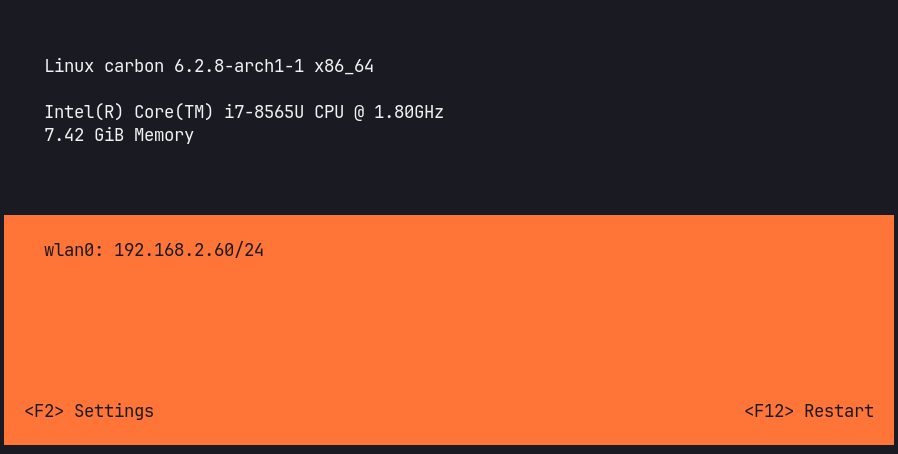 Linux carbon 6.2.8-arch1-1 x86_64
Intel(R) Core(TM) i7-8565U CPU @ 1.80GHz
7.42 GiB Memory
wlan0: 192.168.2.60/24
<F2> Settings
<F12> Restart